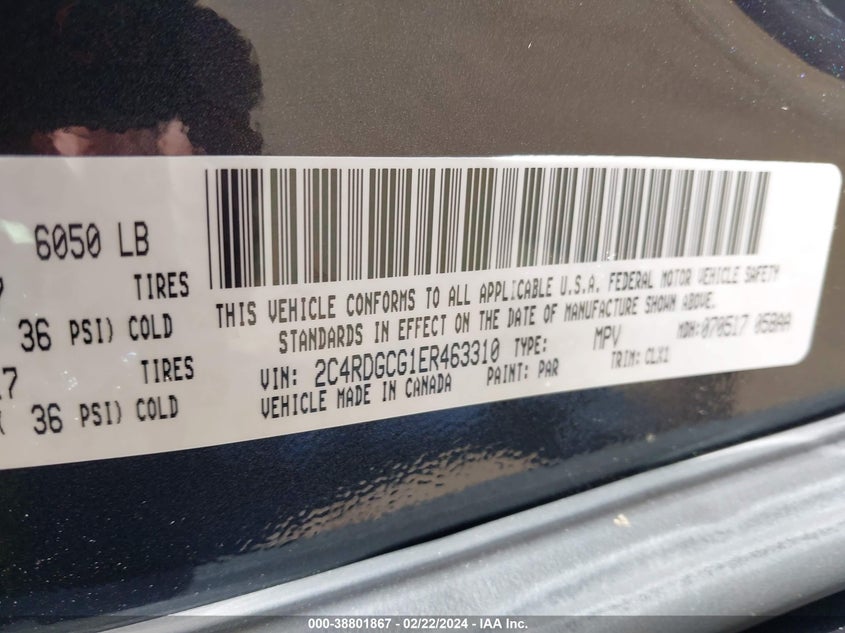 6050 LB
TIRES
36 PSI) COLD
17
36 PSI) COLD
THIS VEHICLE CONFORMS TO ALL APPLICABLE U.S.A. FEDERAL MOTOR VEHICLE SAFETY
STANDARDS IN EFFECT ON THE DATE OF MANUFACTURE SHOWN ABOVE.
VIN: 2C4RDGCG1ER463310 TYPE: MPV MDH:070517 058AA
VEHICLE MADE IN CANADA PAINT: PAR TRIM: CLX1
000-38801867 | 02/22/2024 | IAA Inc.